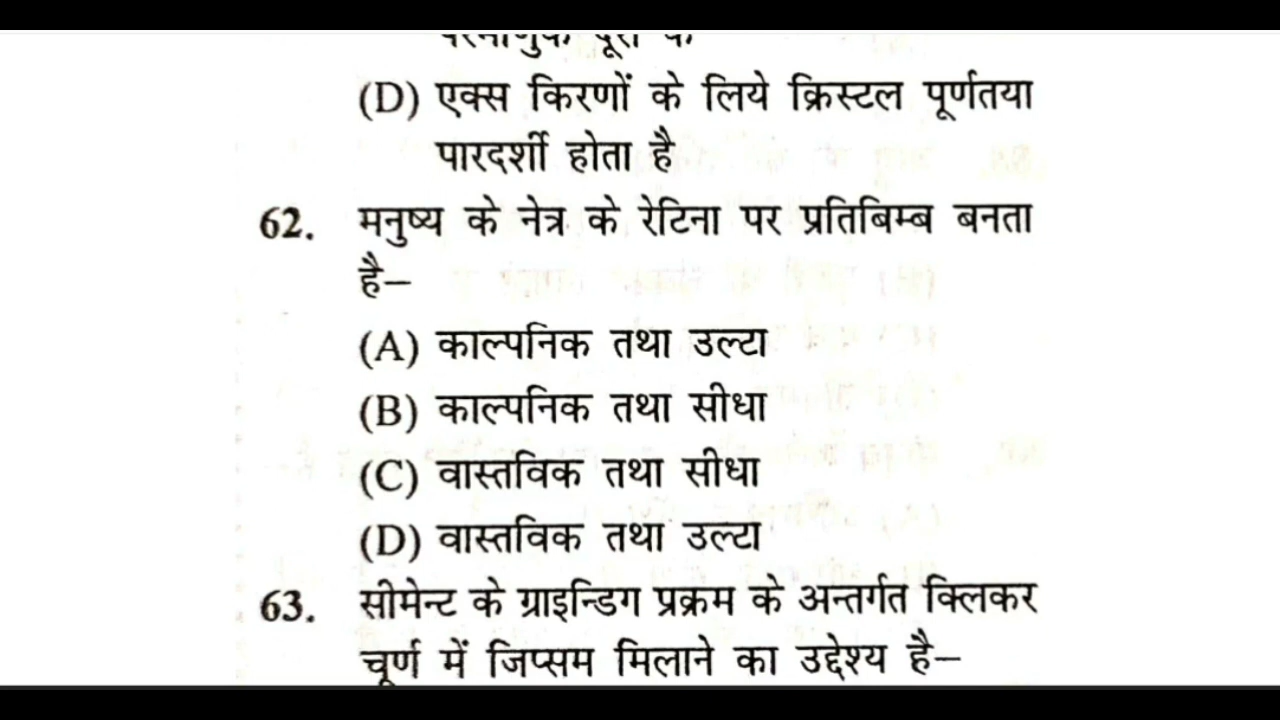 (D) एक्स किरणों के लिये क्रिस्टल पूर्णतया
पारदर्शी होता है
62. मनुष्य के नेत्र के रेटिना पर प्रतिबिम्ब बनता
है–
(A) काल्पनिक तथा उल्टा
(B) काल्पनिक तथा सीधा
(C) वास्तविक तथा सीधा
(D) वास्तविक तथा उल्टा
63. सीमेन्ट के ग्राइन्डिग प्रक्रम के अन्तर्गत क्लिकर
चूर्ण में जिप्सम मिलाने का उद्देश्य है–